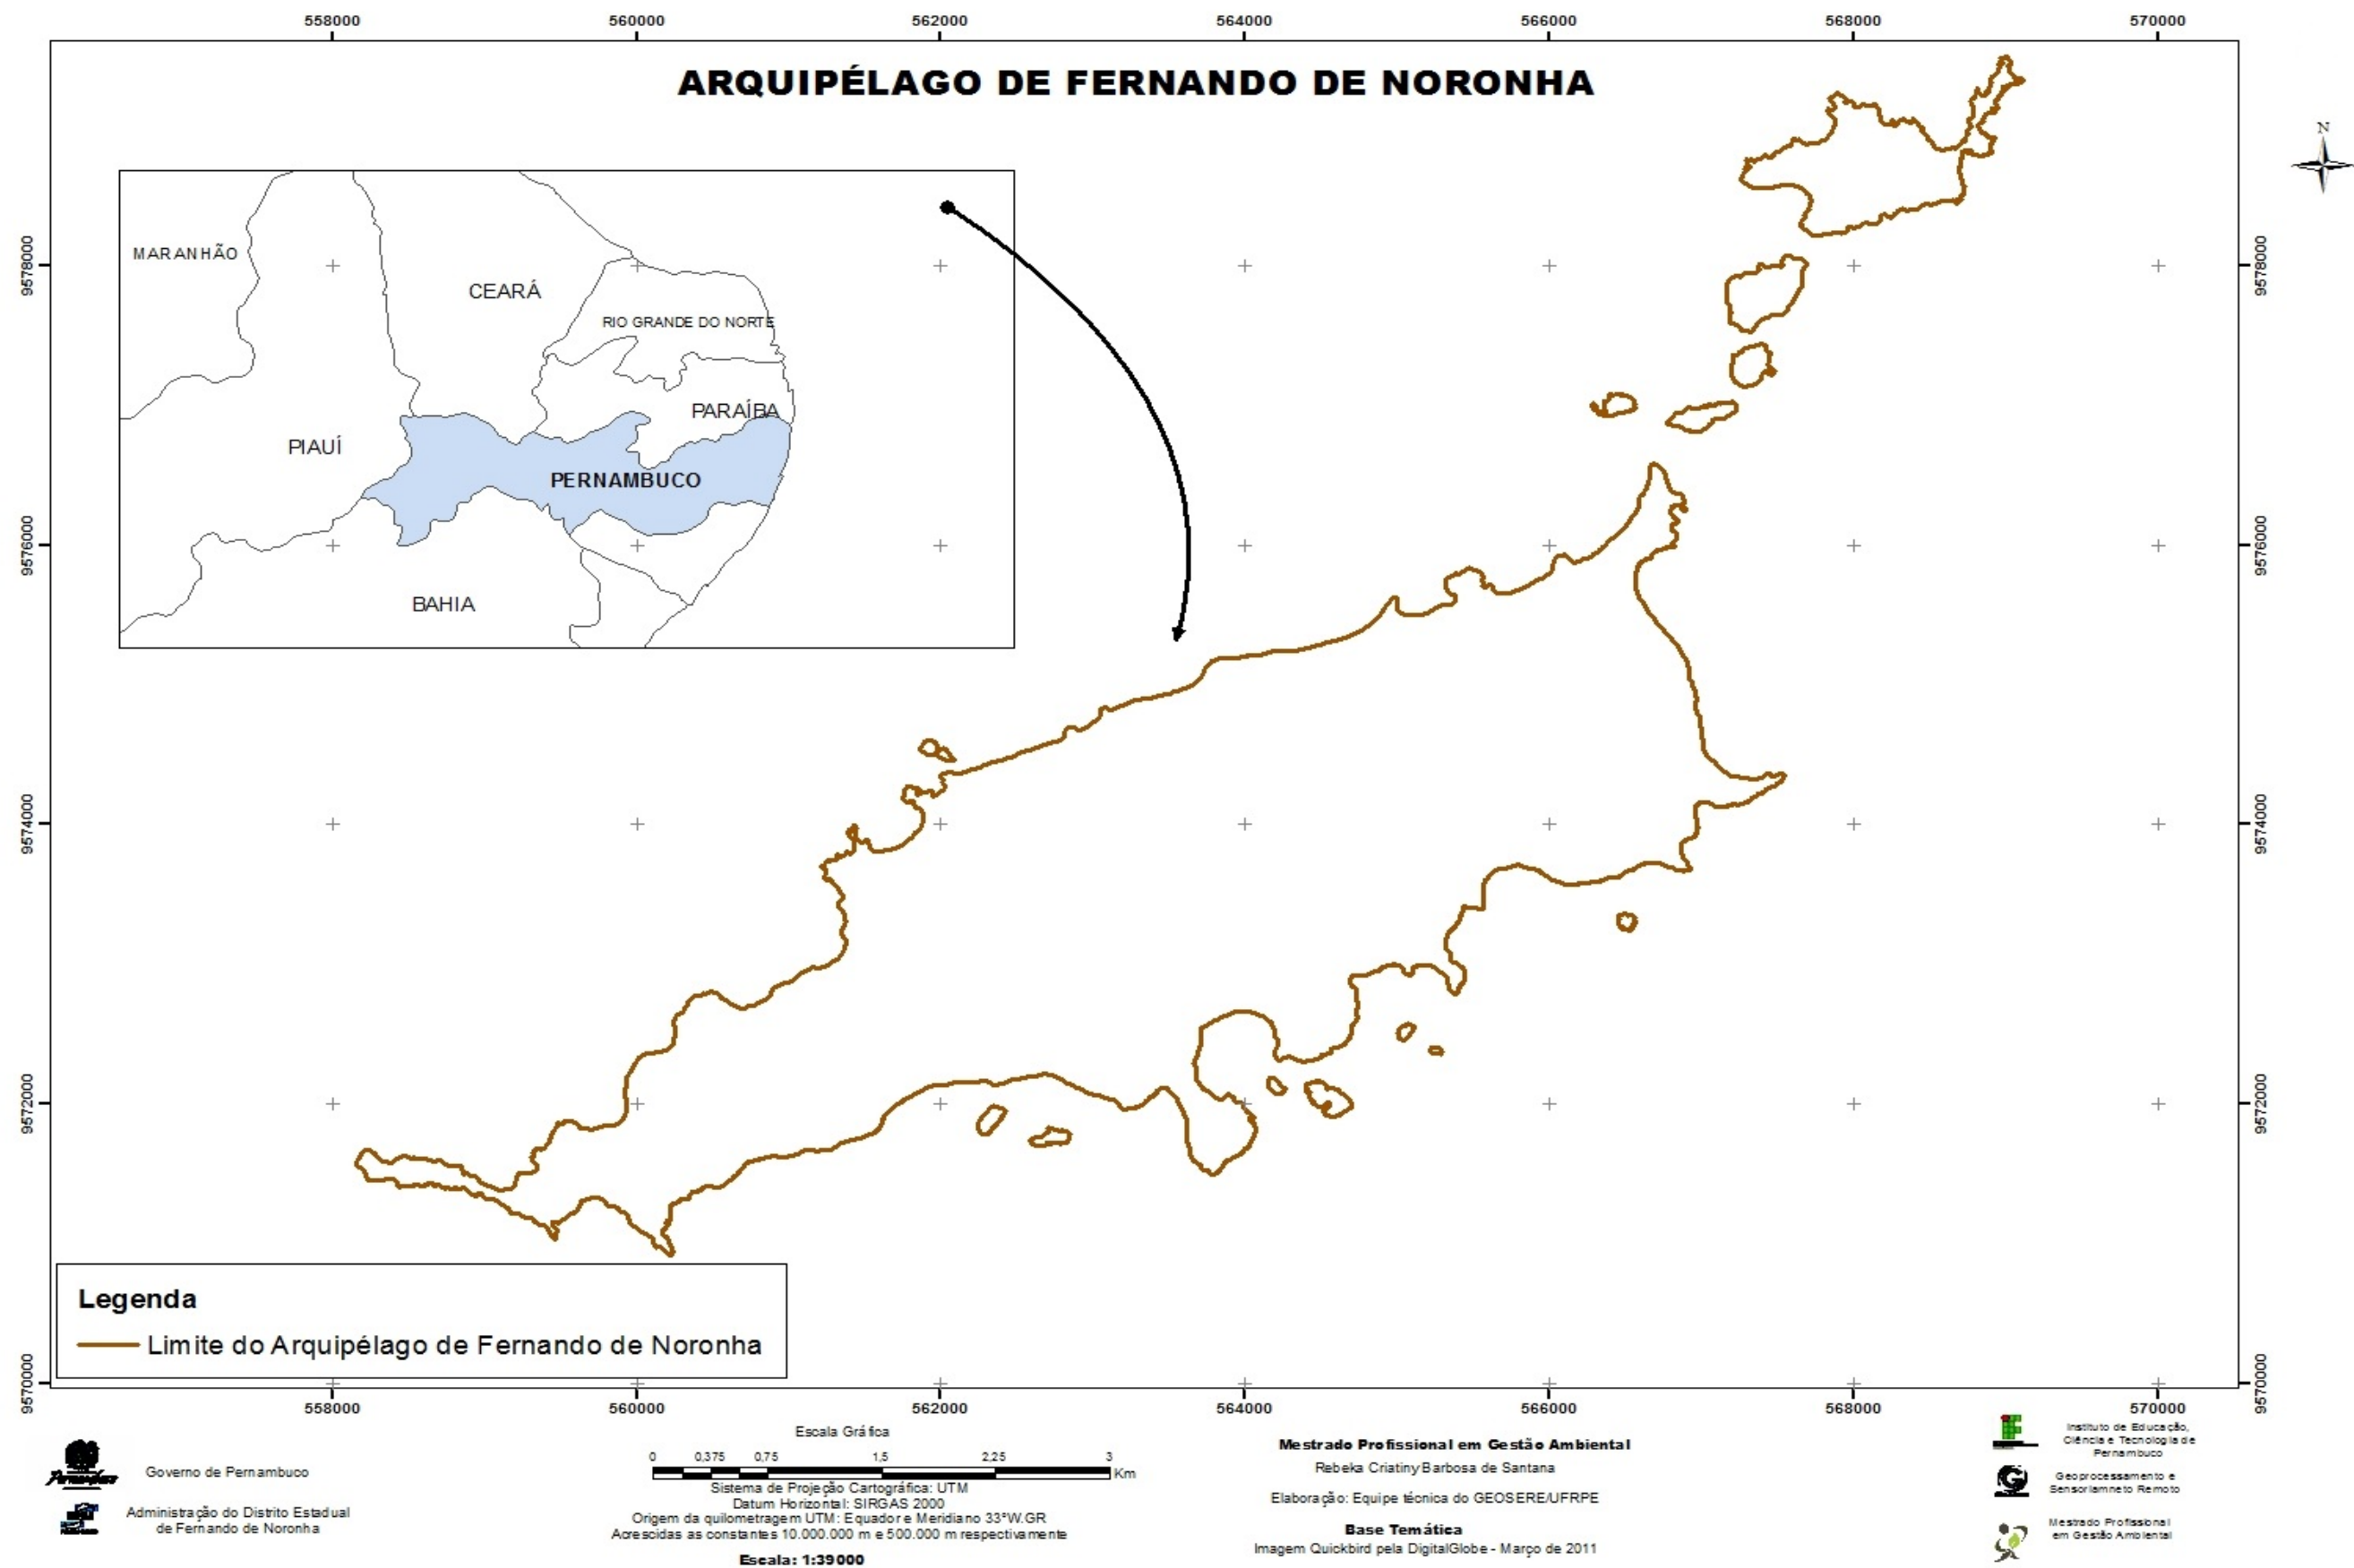 558000 560000 562000 564000 566000 568000 570000
ARQUIPÉLAGO DE FERNANDO DE NORONHA
N
MARANHÃO
CEARÁ
RIO GRANDE DO NORTE
PARAÍBA
PIAUÍ
PERNAMBUCO
BAHIA
9578000 9578000
9576000 9576000
9574000 9574000
9572000 9572000
9570000 9570000
Legenda
Limite do Arquipélago de Fernando de Noronha
558000 560000 562000 564000 566000 568000 570000
Governo de Pernambuco
Administração do Distrito Estadual
de Fernando de Noronha
Escala Gráfica
0 0,375 0,75 1,5 2,25 3
Km
Sistema de Projeção Cartográfica: UTM
Datum Horizontal: SIRGAS 2000
Origem da quilometragem UTM: Equador e Meridiano 33°W.GR
Acrescidas as constantes 10.000.000 m e 500.000 m respectivamente
Escala: 1:39000
Mestrado Profissional em Gestão Ambiental
Rebeka Criatiny Barbosa de Santana
Elaboração: Equipe técnica do GEOSERE/UFRPE
Base Temática
Imagem Quickbird pela DigitalGlobe - Março de 2011
Instituto de Educação,
Ciência e Tecnologia de
Pernambuco
Geoprocessamento e
Sensoriamneto Remoto
Mestrado Profissional
em Gestão Ambiental